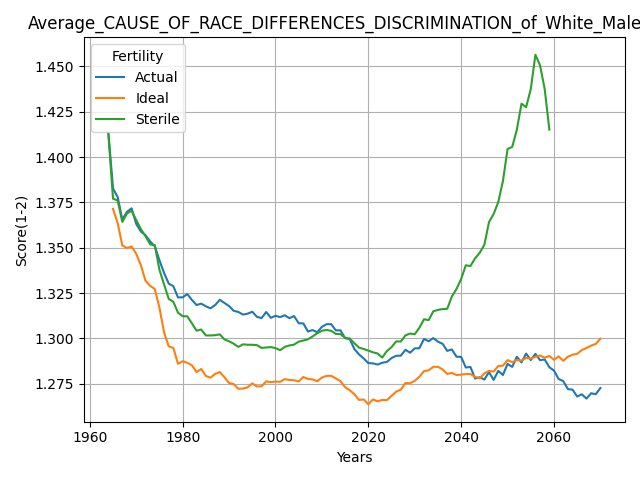 Average_CAUSE_OF_RACE_DIFFERENCES_DISCRIMINATION_of_White_Male
Fertility
Actual
Ideal
Sterile
1.450
1.425
1.400
1.375
1.350
1.325
1.300
1.275
Score(1-2)
1960 1980 2000 2020 2040 2060
Years